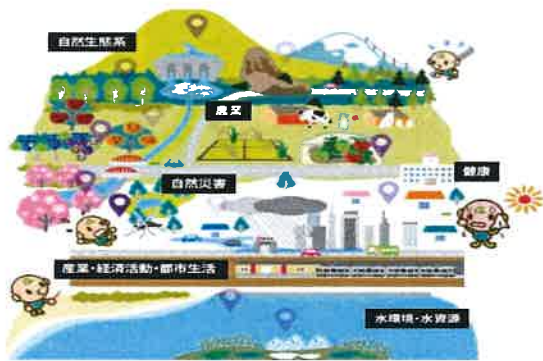 自然生態系
農業
自然災害
健康
産業・経済活動・都市生活
水環境・水資源